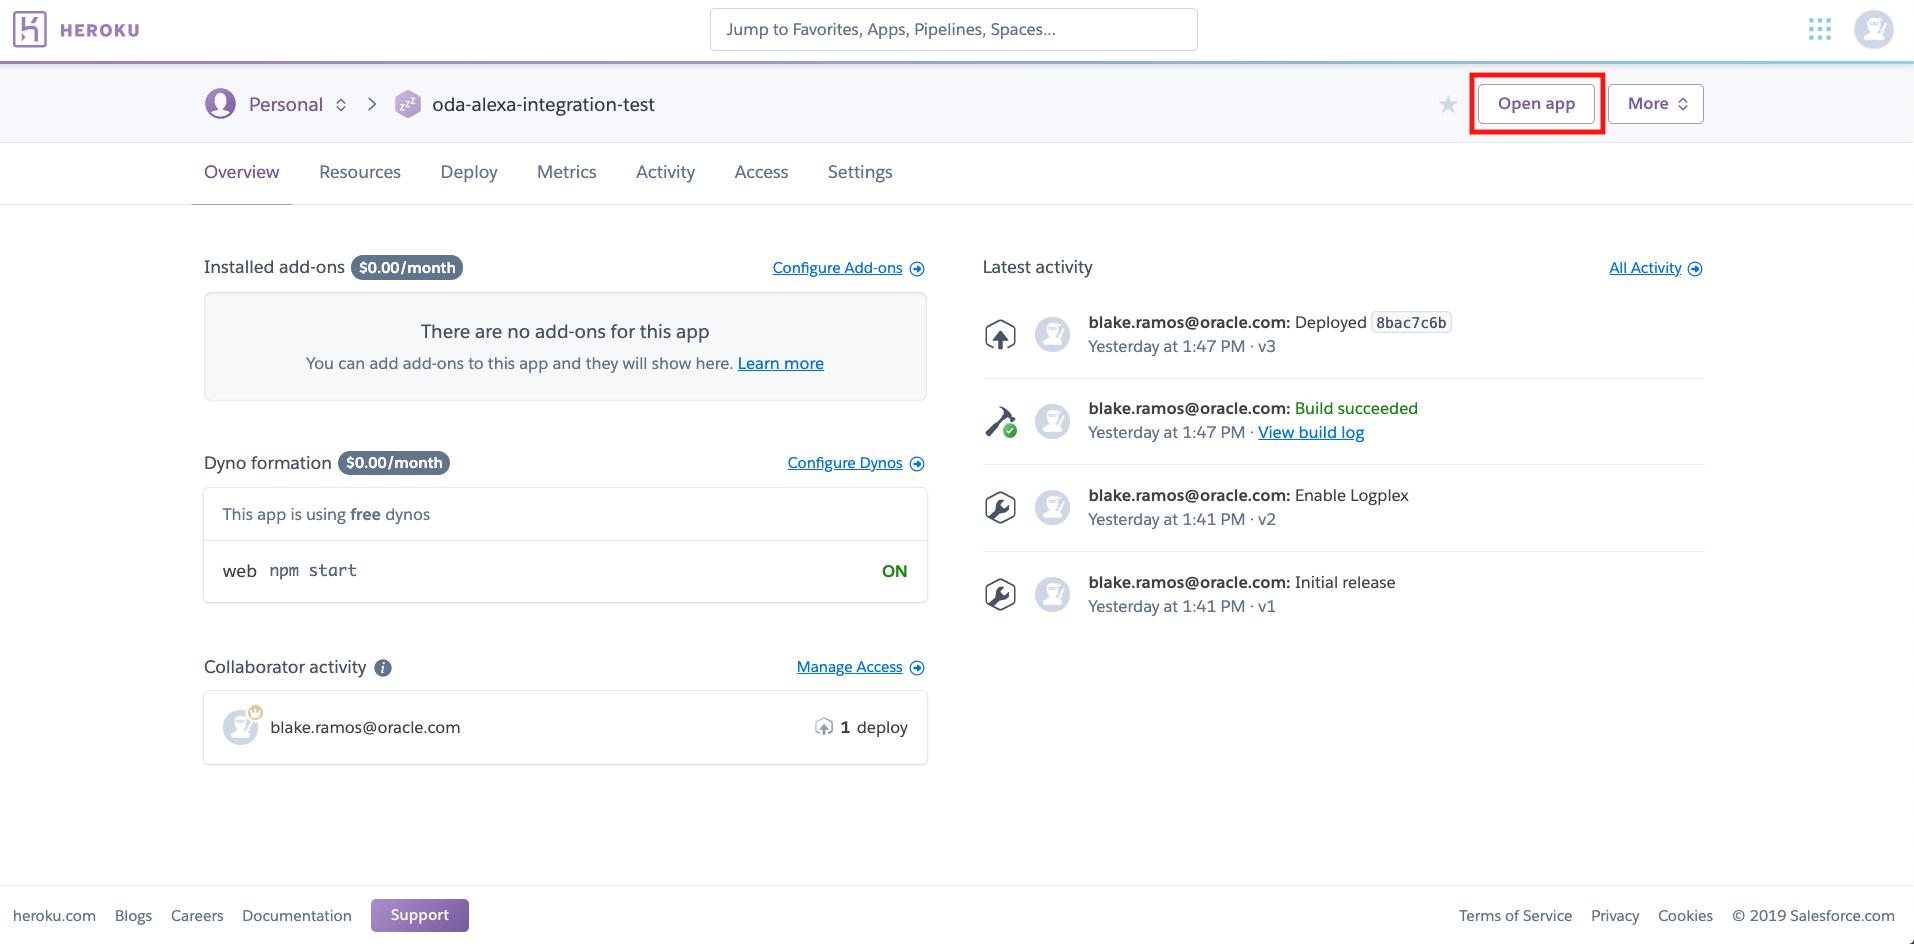 HEROKU
Jump to Favorites, Apps, Pipelines, Spaces...
Personal > oda-alexa-integration-test
Open app
More
Overview Resources Deploy Metrics Activity Access Settings
Installed add-ons $0.00/month Configure Add-ons
There are no add-ons for this app
You can add add-ons to this app and they will show here. Learn more
Dyno formation $0.00/month Configure Dynos
This app is using free dynos
web npm start ON
Collaborator activity Manage Access
blake.ramos@oracle.com 1 deploy
Latest activity All Activity
blake.ramos@oracle.com: Deployed 8bac7c6b
Yesterday at 1:47 PM · v3
blake.ramos@oracle.com: Build succeeded
Yesterday at 1:47 PM · View build log
blake.ramos@oracle.com: Enable Logplex
Yesterday at 1:41 PM · v2
blake.ramos@oracle.com: Initial release
Yesterday at 1:41 PM · v1
heroku.com Blogs Careers Documentation Support Terms of Service Privacy Cookies © 2019 Salesforce.com